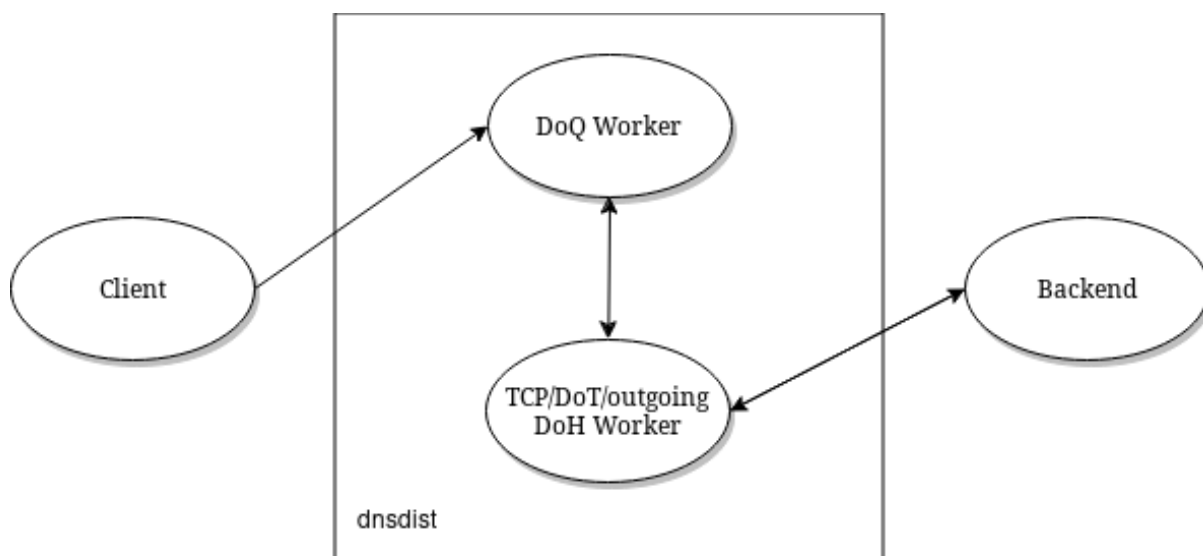 DoQ Worker
Client
Backend
TCP/DoT/outgoing
DoH Worker
dnsdist